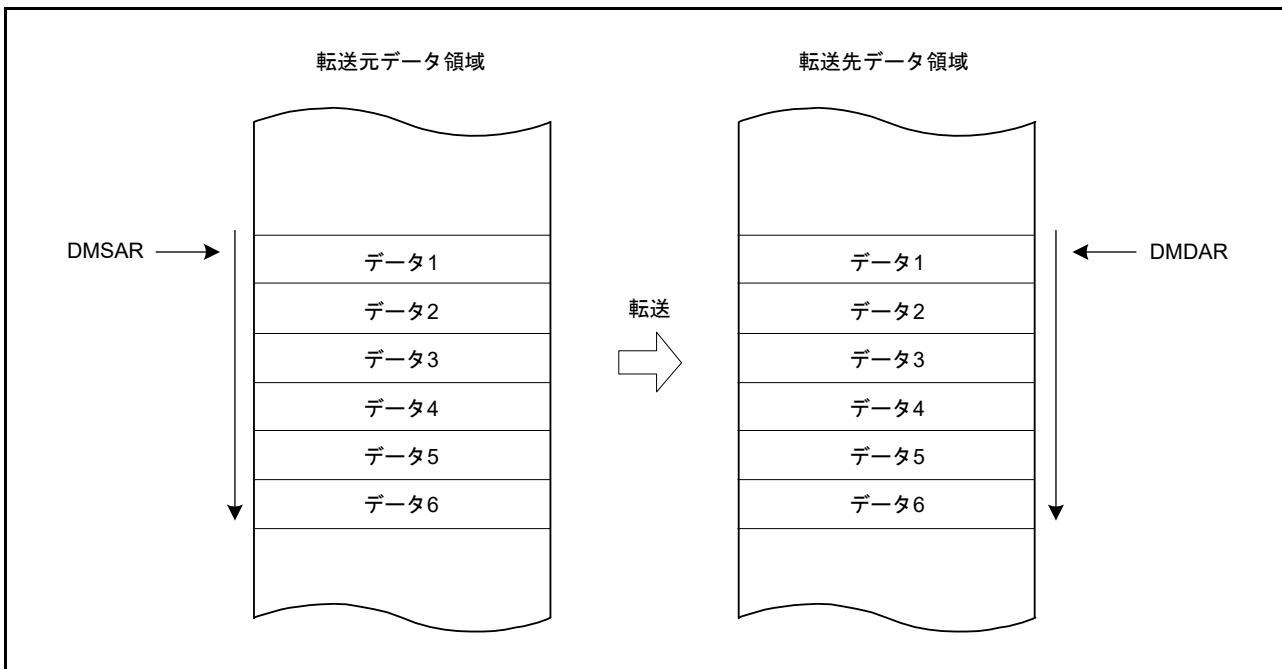 転送元データ領域
転送先データ領域
DMSAR
データ1
データ2
データ3
データ4
データ5
データ6
転送
データ1
データ2
データ3
データ4
データ5
データ6
DMDAR